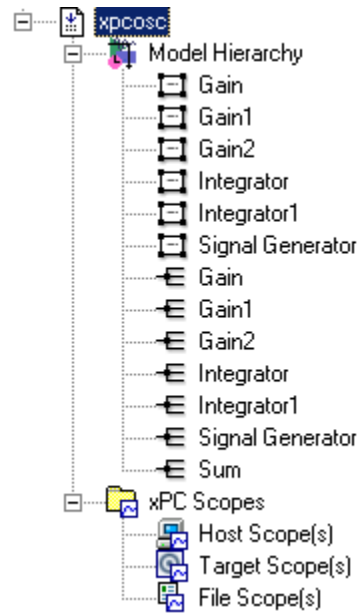 xpcosc
Model Hierarchy
Gain
Gain1
Gain2
Integrator
Integrator1
Signal Generator
Gain
Gain1
Gain2
Integrator
Integrator1
Signal Generator
Sum
xPC Scopes
Host Scope(s)
Target Scope(s)
File Scope(s)